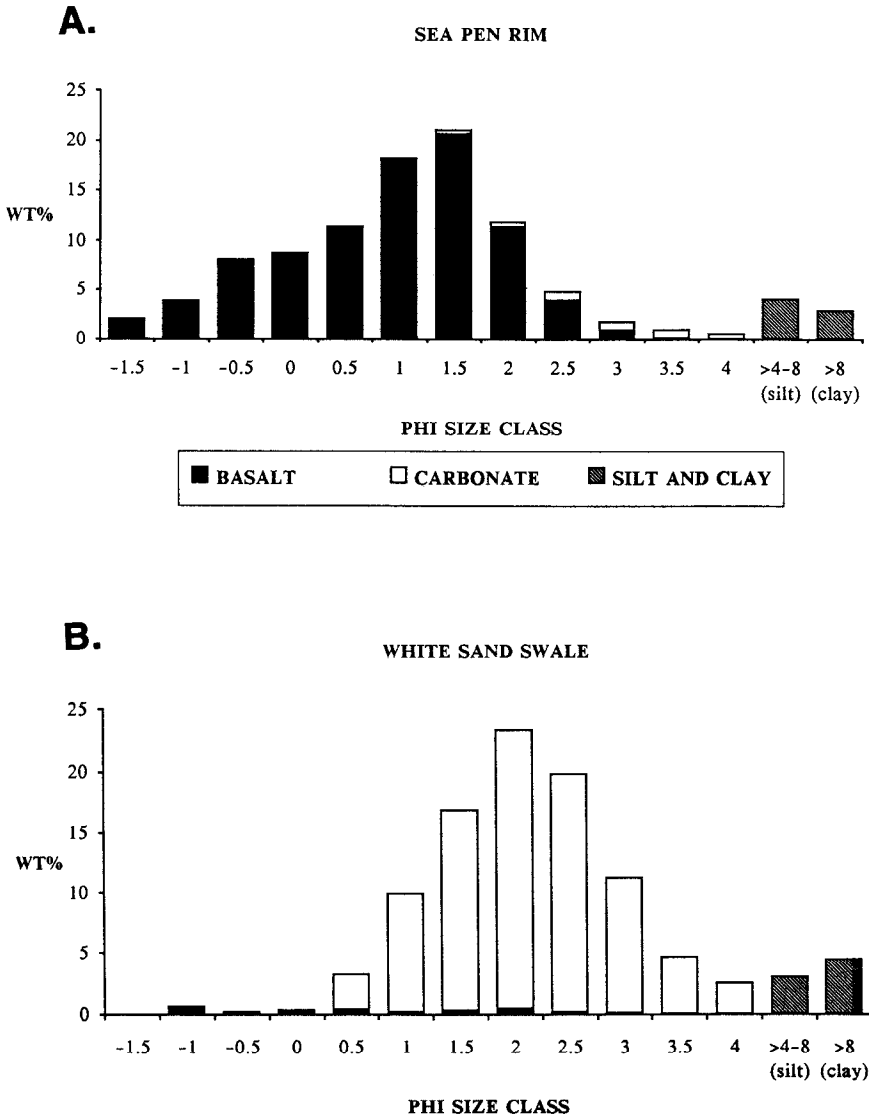 A.
SEA PEN RIM
25
20
15
WT%
10
5
0
-1.5 -1 -0.5 0 0.5 1 1.5 2 2.5 3 3.5 4 >4-8 >8
(silt) (clay)
PHI SIZE CLASS
BASALT CARBONATE SILT AND CLAY
B.
WHITE SAND SWALE
25
20
15
WT%
10
5
0
-1.5 -1 -0.5 0 0.5 1 1.5 2 2.5 3 3.5 4 >4-8 >8
(silt) (clay)
PHI SIZE CLASS